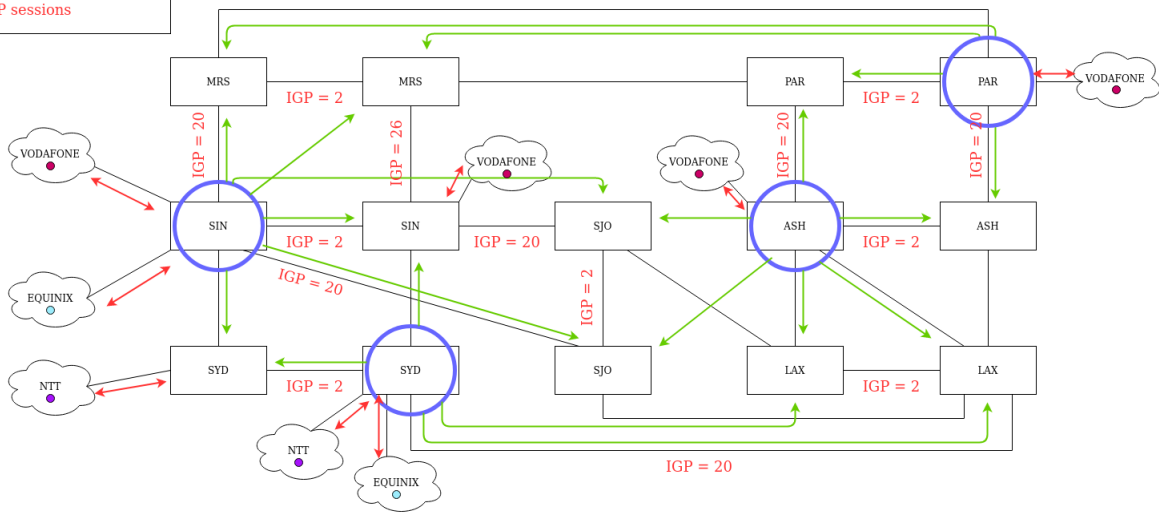 P sessions
MRS
MRS
PAR
PAR
VODAFONE
IGP = 2
IGP = 2
IGP = 20
IGP = 26
IGP = 20
IGP = 20
VODAFONE
VODAFONE
VODAFONE
SIN
SIN
SJO
ASH
ASH
IGP = 2
IGP = 20
IGP = 2
EQUINIX
IGP = 20
IGP = 2
NTT
SYD
SYD
SJO
LAX
LAX
IGP = 2
IGP = 2
NTT
EQUINIX
IGP = 20